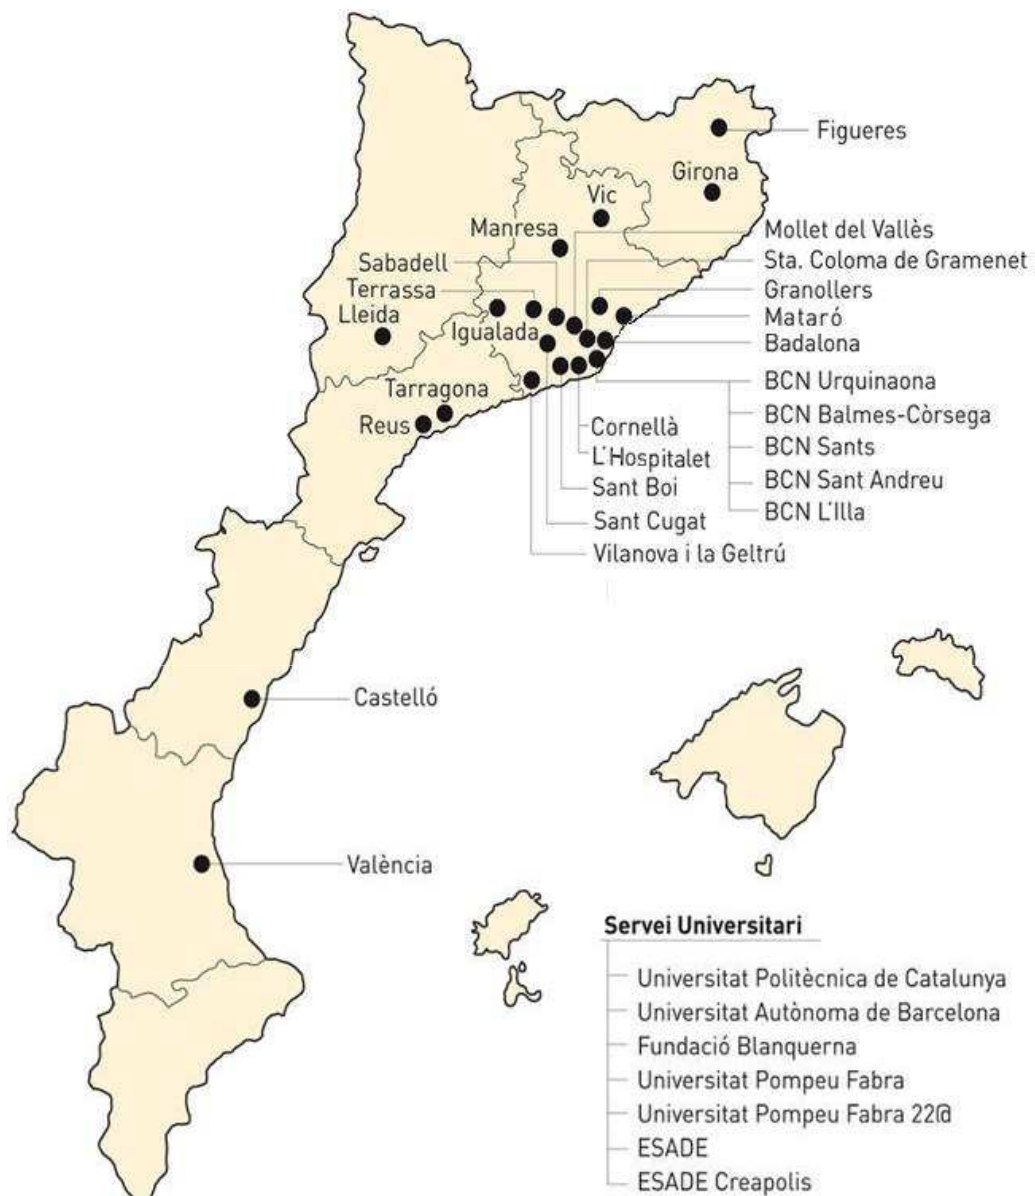 Figueres
Girona
Vic
Manresa
Mollet del Vallès
Sabadell
Sta. Coloma de Gramenet
Terrassa
Granollers
Lleida
Igualada
Mataró
Badalona
Tarragona
BCN Urquinaona
Reus
Cornellà
BCN Balmes-Còrsega
L'Hospitalet
BCN Sants
Sant Boi
BCN Sant Andreu
Sant Cugat
BCN L'Illa
Vilanova i la Geltrú
Castelló
València
Servei Universitari
Universitat Politècnica de Catalunya
Universitat Autònoma de Barcelona
Fundació Blanquerna
Universitat Pompeu Fabra
Universitat Pompeu Fabra 22@
ESADE
ESADE Creapolis